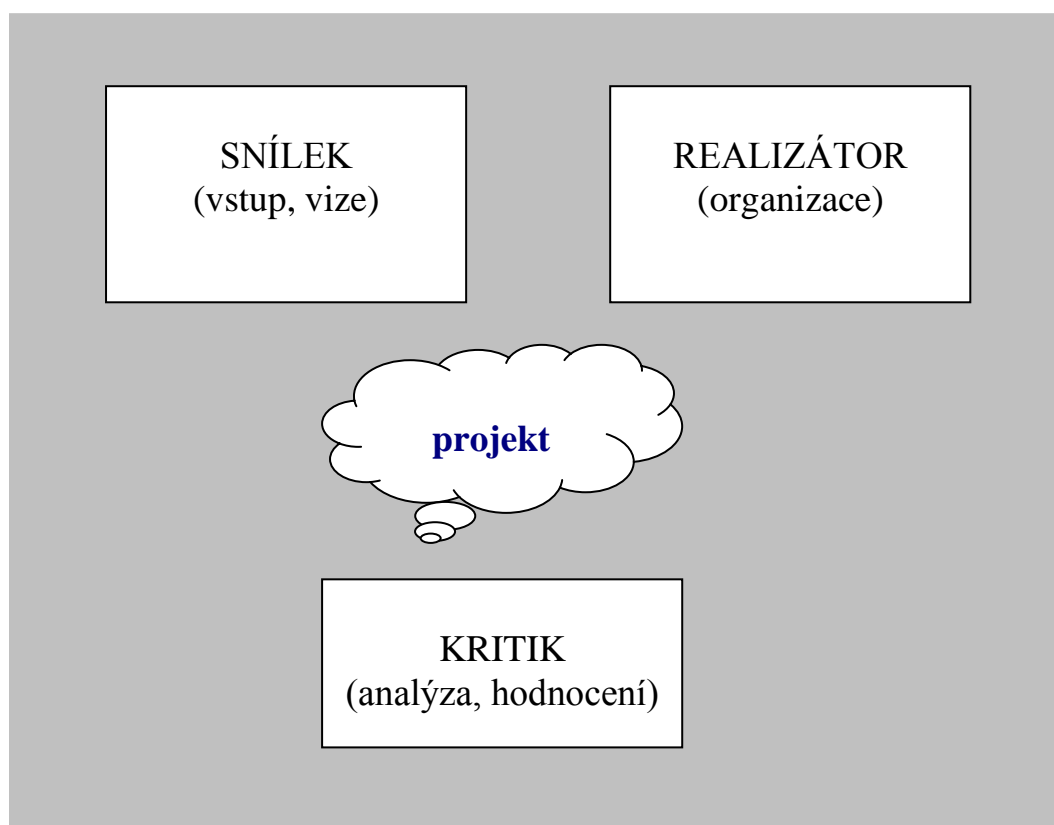 SNÍLEK
(vstup, vize)
REALIZÁTOR
(organizace)
projekt
KRITIK
(analýza, hodnocení)